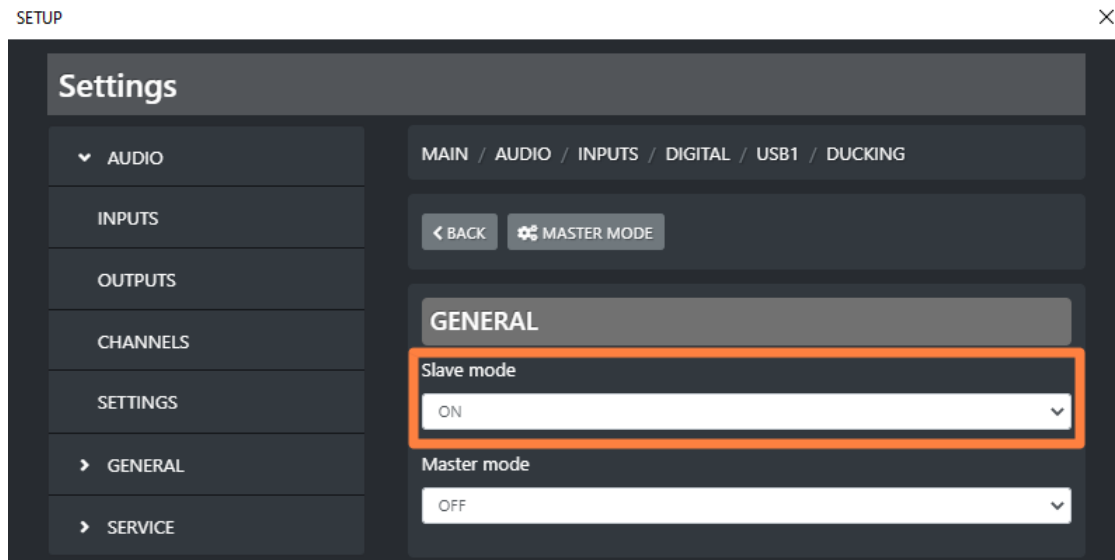 SETUP
Settings
AUDIO
INPUTS
OUTPUTS
CHANNELS
SETTINGS
GENERAL
SERVICE
MAIN / AUDIO / INPUTS / DIGITAL / USB1 / DUCKING
BACK MASTER MODE
GENERAL
Slave mode
ON
Master mode
OFF